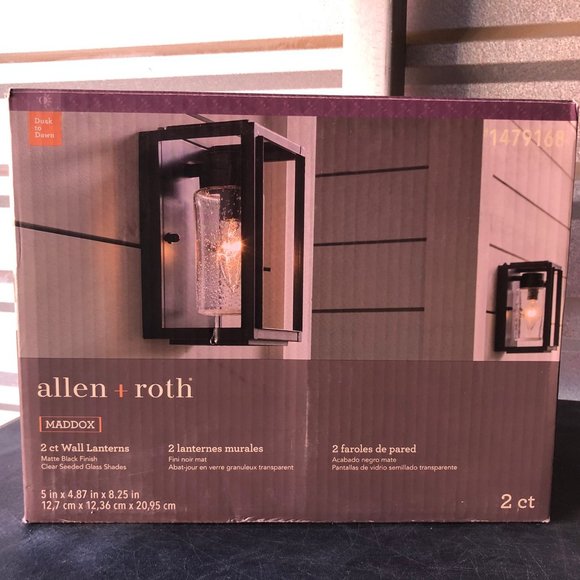 Dusk
to
Dawn
1479168
allen + roth®
MADDOX
2 ct Wall Lanterns
Matte Black Finish
Clear Seeded Glass Shades
2 lanternes murales
Fini noir mat
Abat-jour en verre granuleux transparent
2 faroles de pared
Acabado negro mate
Pantallas de vidrio semillado transparente
5 in x 4.87 in x 8.25 in
12,7 cm x 12,36 cm x 20,95 cm
2 ct